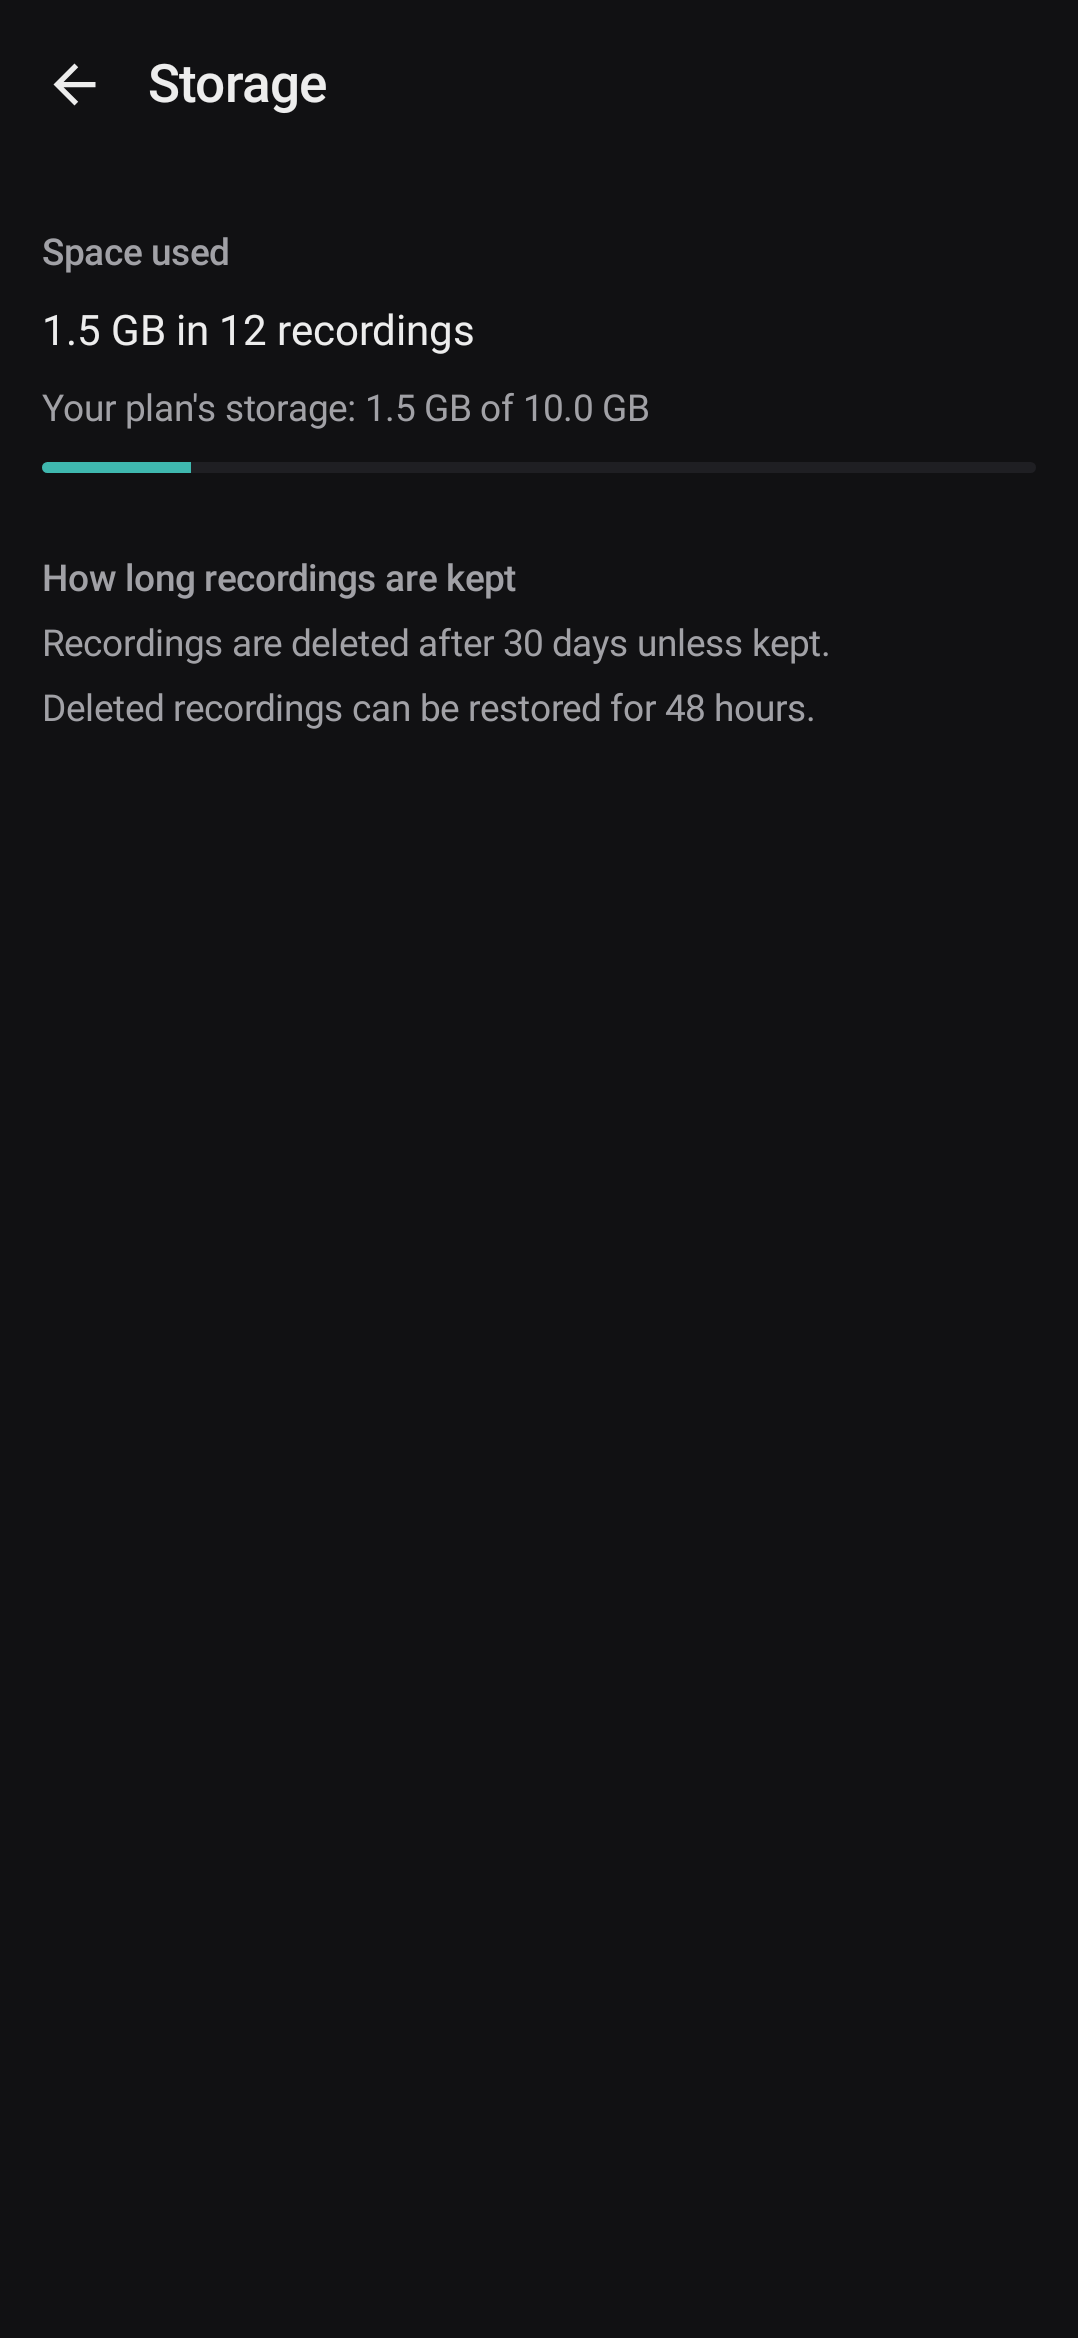 Storage
Space used
1.5 GB in 12 recordings
Your plan's storage: 1.5 GB of 10.0 GB
How long recordings are kept
Recordings are deleted after 30 days unless kept.
Deleted recordings can be restored for 48 hours.